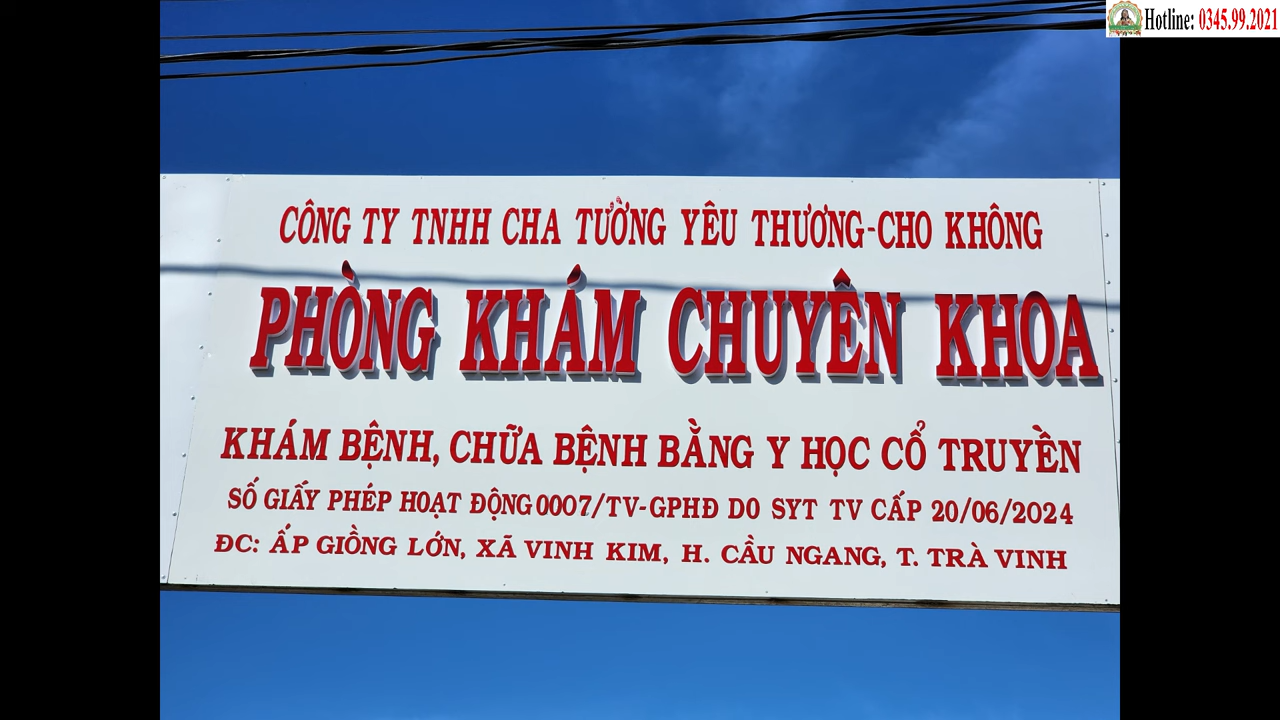 Hotline: 0345.99.2021
CÔNG TY TNHH CHA TƯỞNG YÊU THƯƠNG-CHO KHÔNG
PHÒNG KHÁM CHUYÊN KHOA
KHÁM BỆNH, CHỮA BỆNH BẰNG Y HỌC CỔ TRUYỀN
SỐ GIẤY PHÉP HOẠT ĐỘNG 0007/TV-GPHĐ DO SYT TV CẤP 20/06/2024
ĐC: ẤP GIỒNG LỚN, XÃ VINH KIM, H. CẦU NGANG, T. TRÀ VINH